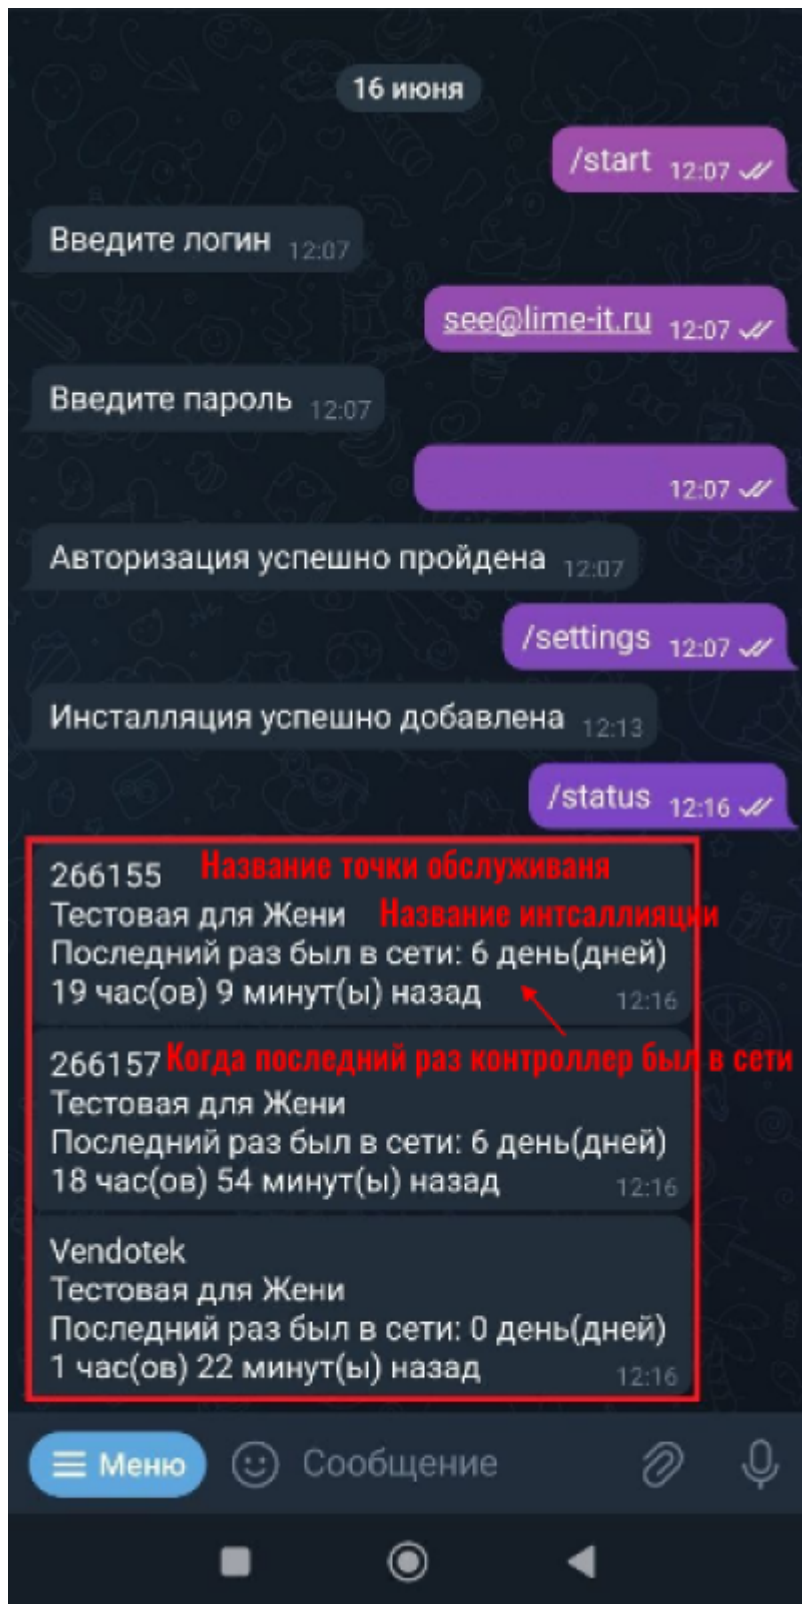 16 июня
/start 12:07
Введите логин 12:07
see@lime-it.ru 12:07
Введите пароль 12:07
12:07
Авторизация успешно пройдена 12:07
/settings 12:07
Инсталляция успешно добавлена 12:13
/status 12:16
266155 Название точки обслуживаня
Тестовая для Жени Название интсаллияции
Последний раз был в сети: 6 день(дней)
19 час(ов) 9 минут(ы) назад 12:16
266157 Когда последний раз контроллер был в сети
Тестовая для Жени
Последний раз был в сети: 6 день(дней)
18 час(ов) 54 минут(ы) назад 12:16
Vendotek
Тестовая для Жени
Последний раз был в сети: 0 день(дней)
1 час(ов) 22 минут(ы) назад 12:16
Меню Сообщение